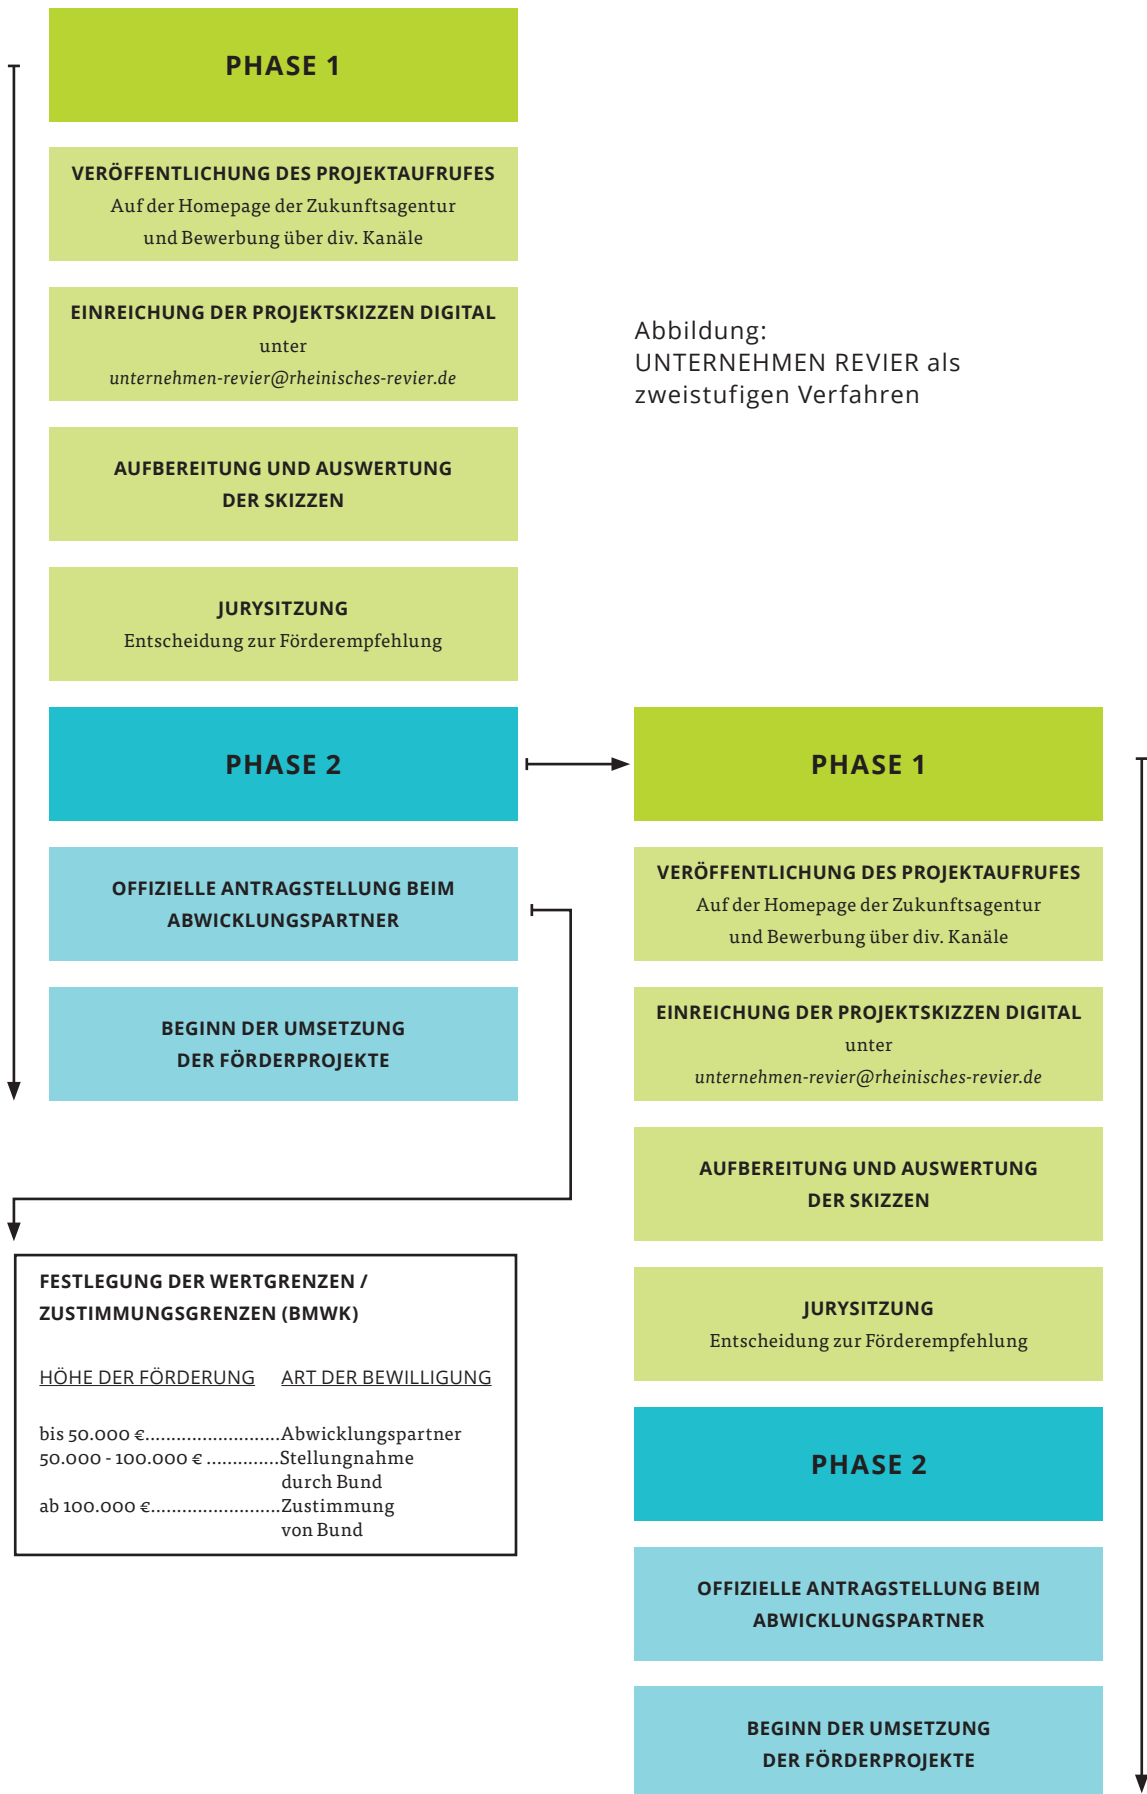 PHASE 1
VERÖFFENTLICHUNG DES PROJEKTAUFRUFES
Auf der Homepage der Zukunftsagentur
und Bewerbung über div. Kanäle
EINREICHUNG DER PROJEKTSKIZZEN DIGITAL
unter
unternehmen-revier@rheinisches-revier.de
AUFBEREITUNG UND AUSWERTUNG
DER SKIZZEN
JURYSITZUNG
Entscheidung zur Förderempfehlung
PHASE 2
OFFIZIELLE ANTRAGSTELLUNG BEIM
ABWICKLUNGSPARTNER
BEGINN DER UMSETZUNG
DER FÖRDERPROJEKTE
FESTLEGUNG DER WERTGRENZEN /
ZUSTIMMUNGSGRENZEN (BMWK)
HÖHE DER FÖRDERUNG ART DER BEWILLIGUNG
bis 50.000 €..........................Abwicklungspartner
50.000 - 100.000 € ..............Stellungnahme
durch Bund
ab 100.000 €.........................Zustimmung
von Bund
Abbildung:
UNTERNEHMEN REVIER als
zweistufigen Verfahren
PHASE 1
VERÖFFENTLICHUNG DES PROJEKTAUFRUFES
Auf der Homepage der Zukunftsagentur
und Bewerbung über div. Kanäle
EINREICHUNG DER PROJEKTSKIZZEN DIGITAL
unter
unternehmen-revier@rheinisches-revier.de
AUFBEREITUNG UND AUSWERTUNG
DER SKIZZEN
JURYSITZUNG
Entscheidung zur Förderempfehlung
PHASE 2
OFFIZIELLE ANTRAGSTELLUNG BEIM
ABWICKLUNGSPARTNER
BEGINN DER UMSETZUNG
DER FÖRDERPROJEKTE